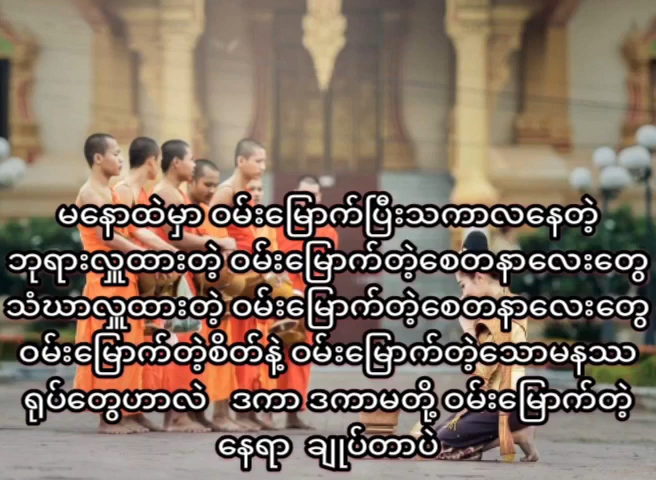 မနောထဲမှာ ဝမ်းမြောက်ပြီးသကာလနေတဲ့
ဘုရားလှူထားတဲ့ ဝမ်းမြောက်တဲ့စေတနာလေးတွေ
သံဃာလှူထားတဲ့ ဝမ်းမြောက်တဲ့စေတနာလေးတွေ
ဝမ်းမြောက်တဲ့စိတ်နဲ့ ဝမ်းမြောက်တဲ့သောမနဿ
ရုပ်တွေဟာလဲ ဒကာ ဒကာမတို့ ဝမ်းမြောက်တဲ့
နေရာ ချုပ်တာပဲ